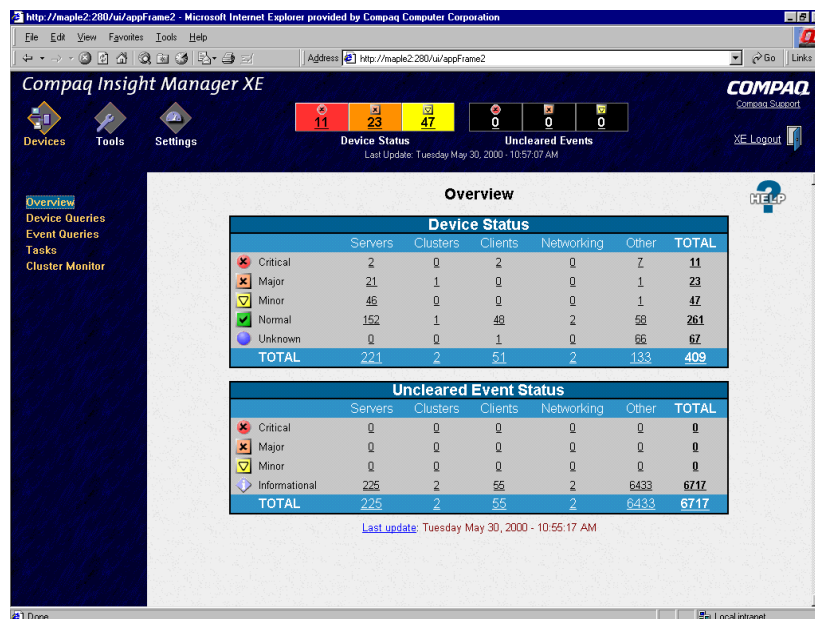 http://maple2:280/ui/appFrame2 - Microsoft Internet Explorer provided by Compaq Computer Corporation
File Edit View Favorites Tools Help
Address http://maple2:280/ui/appFrame2 Go Links
Compaq Insight Manager XE
COMPAQ
Compaq Support
11 23 47 0 0 0
Devices Tools Settings Device Status Uncleared Events XE Logout
Last Update: Tuesday May 30, 2000 - 10:57:07 AM
Overview
HELP
Overview
Device Queries
Event Queries
Tasks
Cluster Monitor
Device Status
Servers Clusters Clients Networking Other TOTAL
Critical 2 0 2 0 7 11
Major 21 1 0 0 1 23
Minor 46 0 0 0 1 47
Normal 152 1 48 2 58 261
Unknown 0 0 1 0 66 67
TOTAL 221 2 51 2 133 409
Uncleared Event Status
Servers Clusters Clients Networking Other TOTAL
Critical 0 0 0 0 0 0
Major 0 0 0 0 0 0
Minor 0 0 0 0 0 0
Informational 225 2 55 2 6433 6717
TOTAL 225 2 55 2 6433 6717
Last update: Tuesday May 30, 2000 - 10:55:17 AM
Done Local intranet